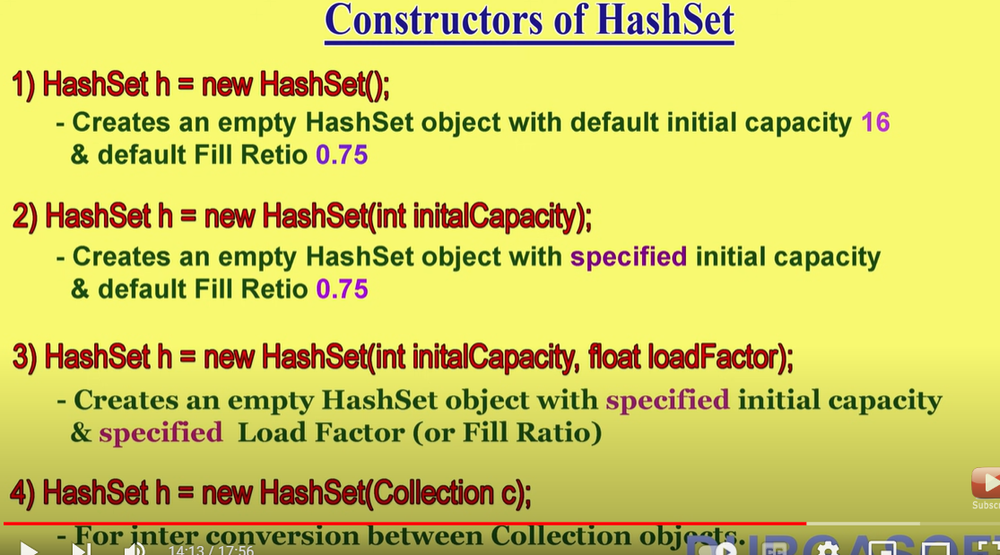 Constructors of HashSet
1) HashSet h = new HashSet();
- Creates an empty HashSet object with default initial capacity 16
& default Fill Retio 0.75
2) HashSet h = new HashSet(int initalCapacity);
- Creates an empty HashSet object with specified initial capacity
& default Fill Retio 0.75
3) HashSet h = new HashSet(int initalCapacity, float loadFactor);
- Creates an empty HashSet object with specified initial capacity
& specified Load Factor (or Fill Ratio)
4) HashSet h = new HashSet(Collection c);
- For inter conversion between Collection objects.
14:13 / 17:56